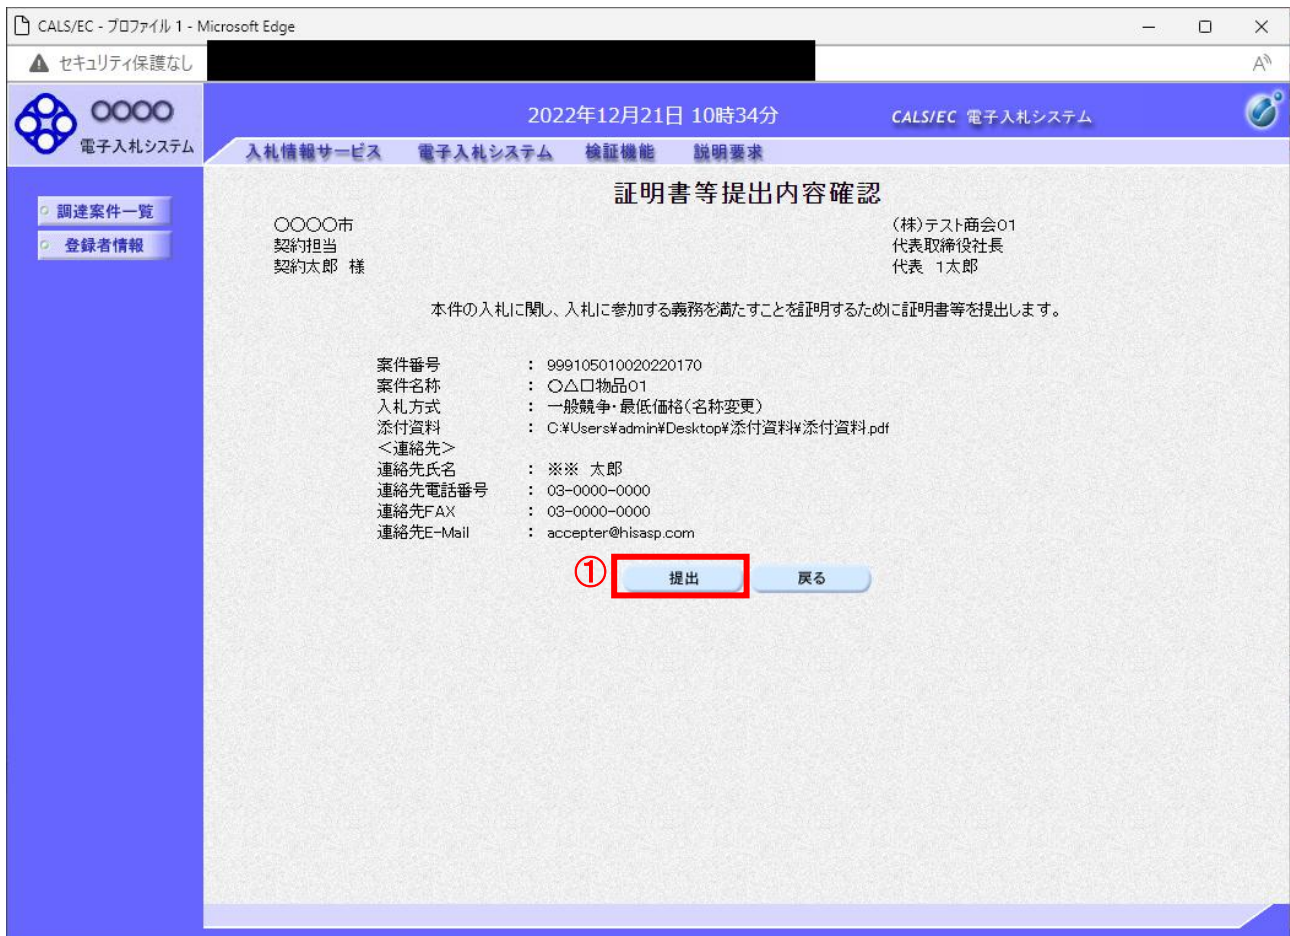 CALS/EC - プロファイル 1 - Microsoft Edge
セキュリティ保護なし
○○○○
電子入札システム
2022年12月21日 10時34分
CALS/EC 電子入札システム
入札情報サービス 電子入札システム 検証機能 説明要求
調達案件一覧
登録者情報
証明書等提出内容確認
〇〇〇〇市
契約担当
契約太郎 様
(株)テスト商会01
代表取締役社長
代表 1太郎
本件の入札に関し、入札に参加する義務を満たすことを証明するために証明書等を提出します。
案件番号 : 999105010020220170
案件名称 : 〇△口物品01
入札方式 : 一般競争・最低価格(名称変更)
添付資料 : C:¥Users¥admin¥Desktop¥添付資料¥添付資料.pdf
<連絡先>
連絡先氏名 : ※※ 太郎
連絡先電話番号 : 03-0000-0000
連絡先FAX : 03-0000-0000
連絡先E-Mail : accepter@hisasp.com
① 提出 戻る